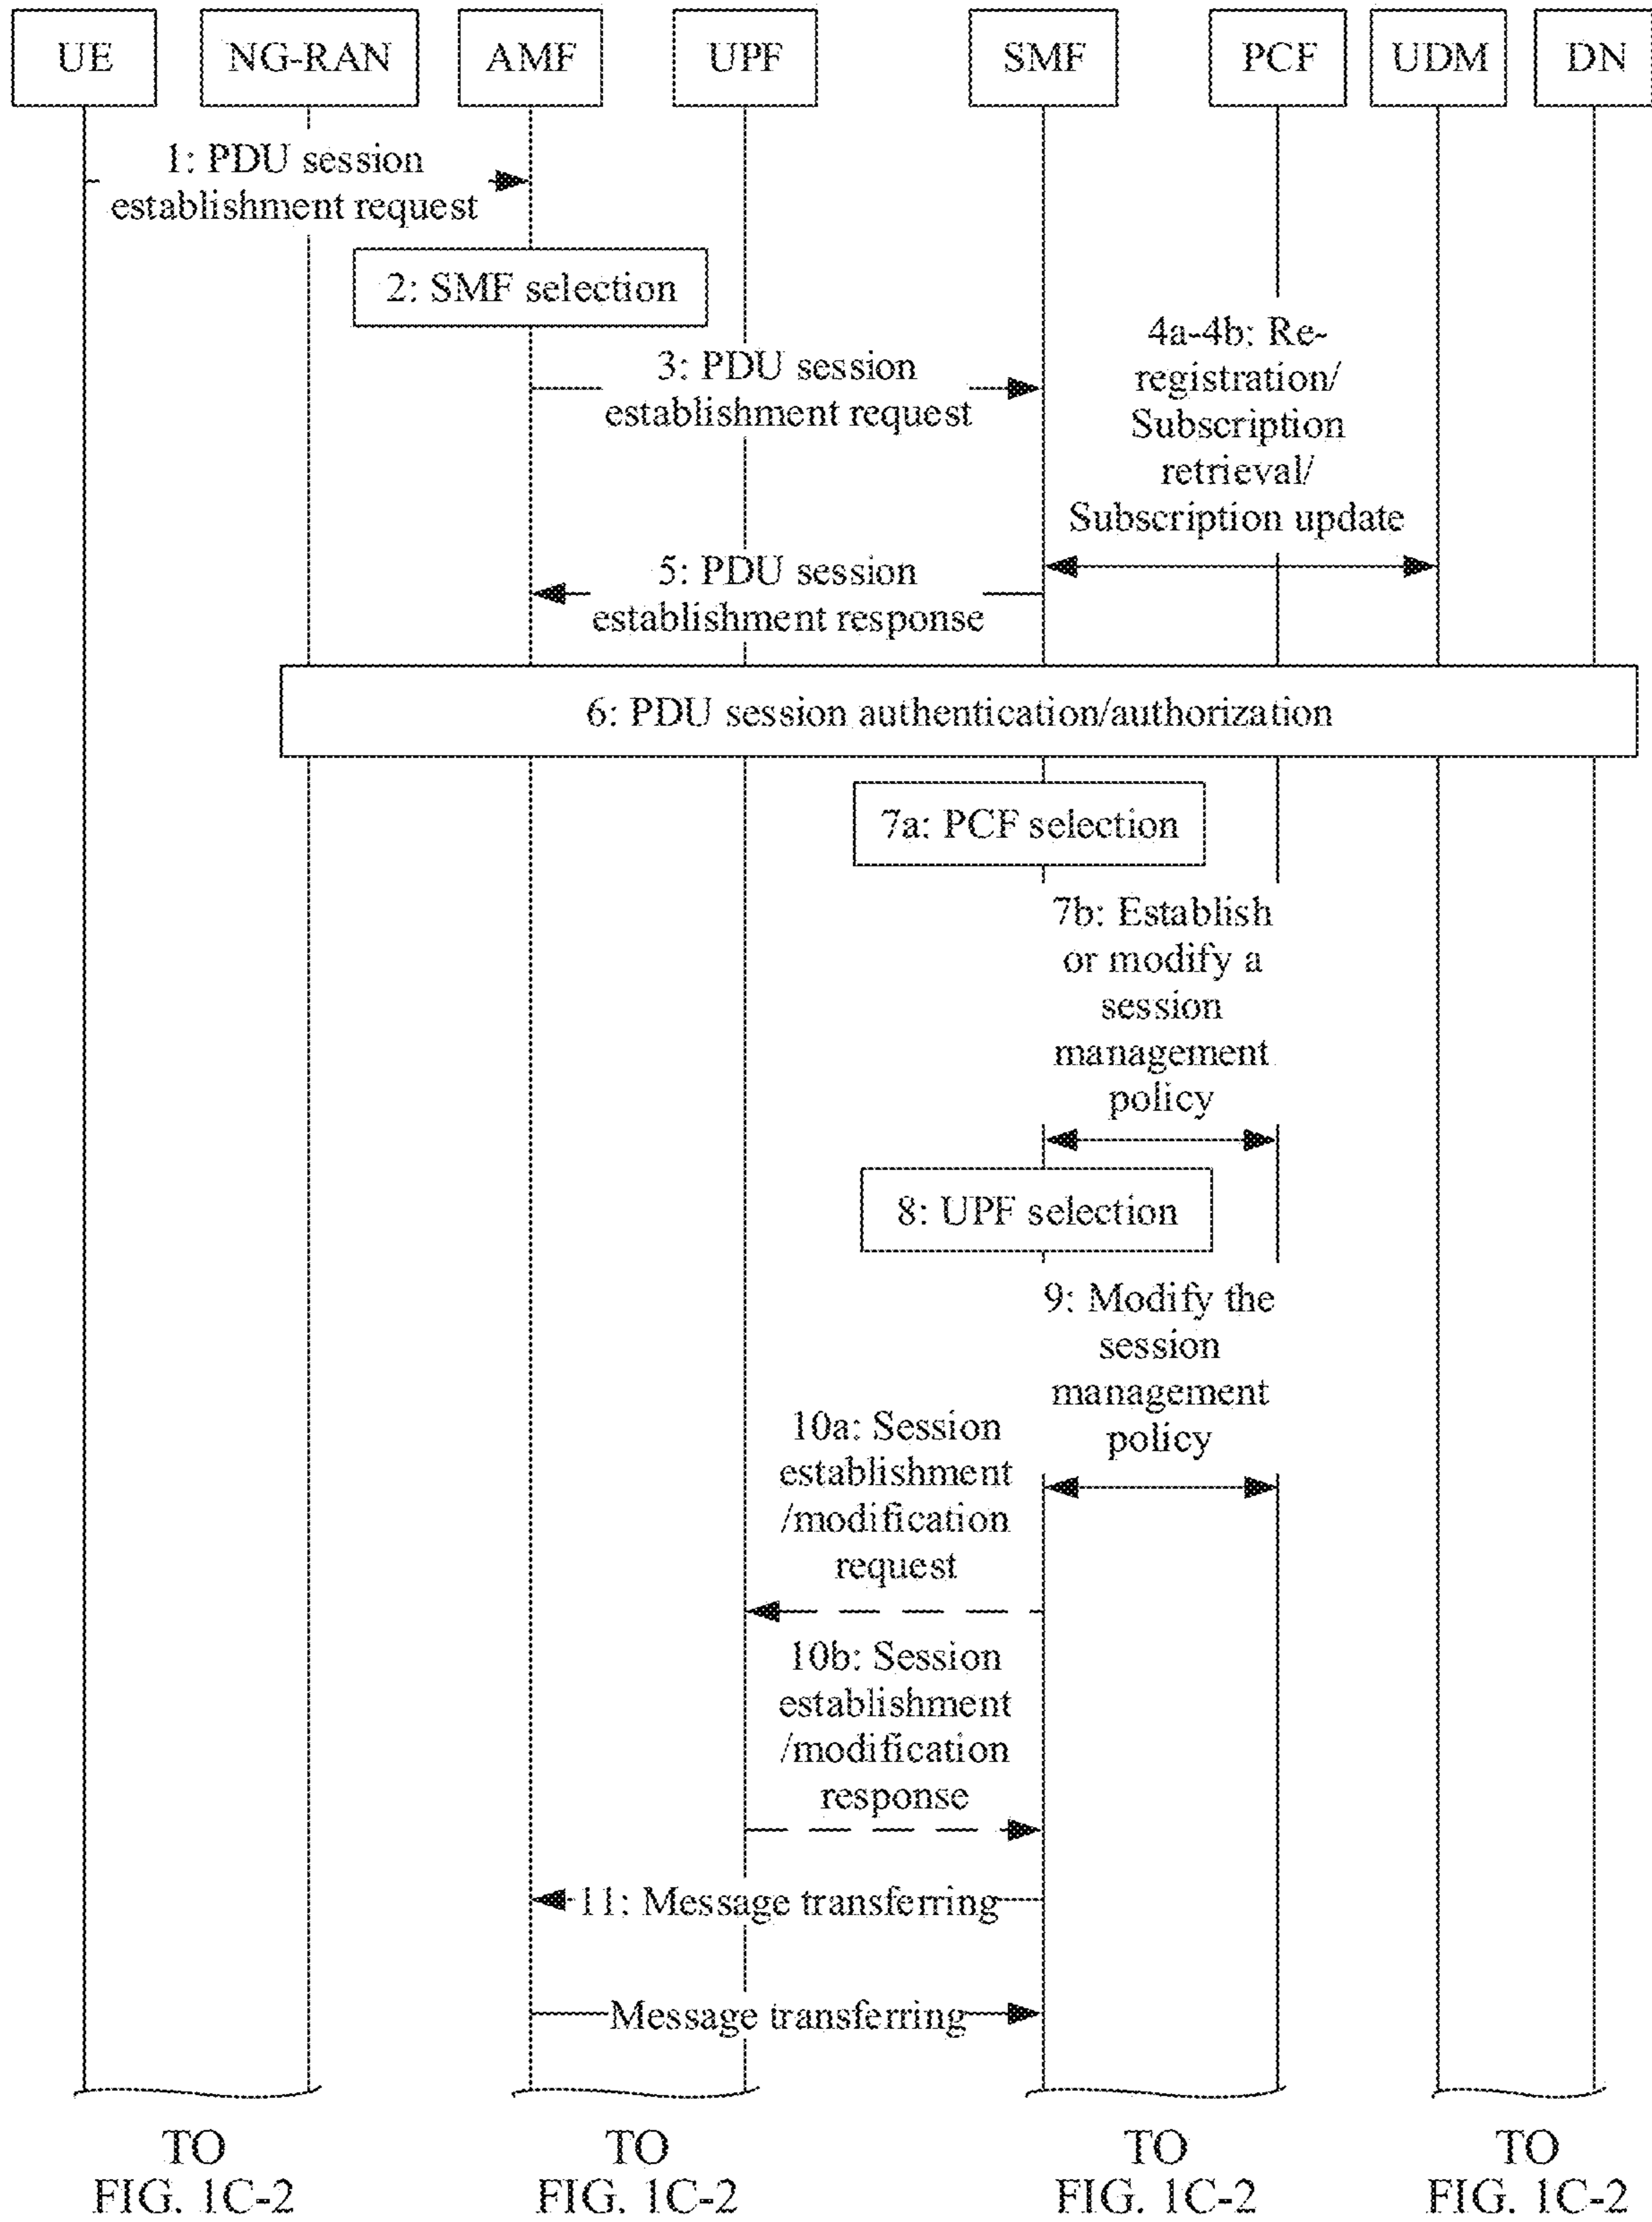 UE
NG-RAN
AMF
UPF
SMF
PCF
UDM
DN
1: PDU session
establishment request
2: SMF selection
3: PDU session
establishment request
4a-4b: Re-
registration/
Subscription
retrieval/
Subscription update
5: PDU session
establishment response
6: PDU session authentication/authorization
7a: PCF selection
7b: Establish
or modify a
session
management
policy
8: UPF selection
9: Modify the
session
management
policy
10a: Session
establishment
/modification
request
10b: Session
establishment
/modification
response
11: Message transferring
Message transferring
TO
FIG. 1C-2
TO
FIG. 1C-2
TO
FIG. 1C-2
TO
FIG. 1C-2